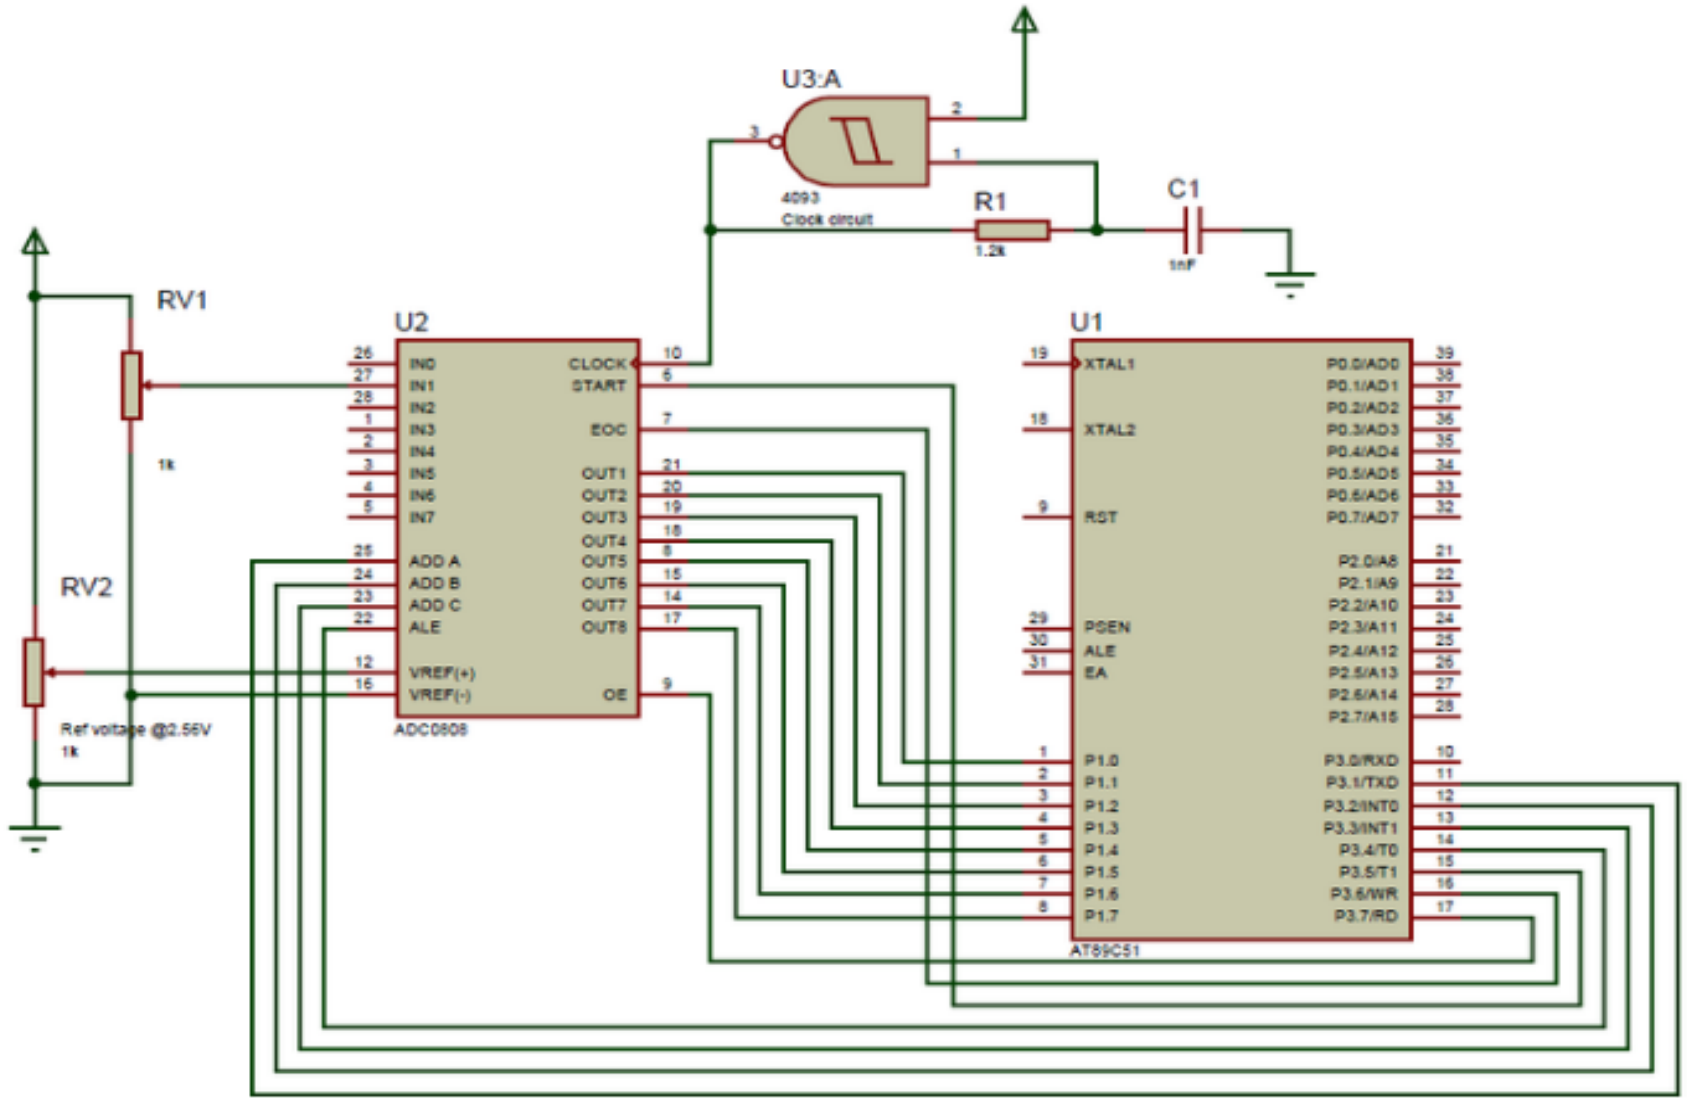 U3:A
2
3
1
4093
Clock circuit
R1
1.2k
C1
1nF
RV1
1k
RV2
Ref voltage @2.56V
1k
U2
26 IN0 CLOCK 10
27 IN1 START 6
28 IN2
1 IN3 EOC 7
2 IN4
3 IN5 OUT1 21
4 IN6 OUT2 20
5 IN7 OUT3 19
OUT4 18
25 ADD A OUT5 8
24 ADD B OUT6 15
23 ADD C OUT7 14
22 ALE OUT8 17
12 VREF(+)
16 VREF(-) OE 9
ADC0808
U1
19 XTAL1 P0.0/AD0 39
P0.1/AD1 38
P0.2/AD2 37
18 XTAL2 P0.3/AD3 36
P0.4/AD4 35
P0.5/AD5 34
P0.6/AD6 33
9 RST P0.7/AD7 32
P2.0/A8 21
P2.1/A9 22
P2.2/A10 23
29 PSEN P2.3/A11 24
30 ALE P2.4/A12 25
31 EA P2.5/A13 26
P2.6/A14 27
P2.7/A15 28
1 P1.0 P3.0/RXD 10
2 P1.1 P3.1/TXD 11
3 P1.2 P3.2/INT0 12
4 P1.3 P3.3/INT1 13
5 P1.4 P3.4/T0 14
6 P1.5 P3.5/T1 15
7 P1.6 P3.6/WR 16
8 P1.7 P3.7/RD 17
AT89C51